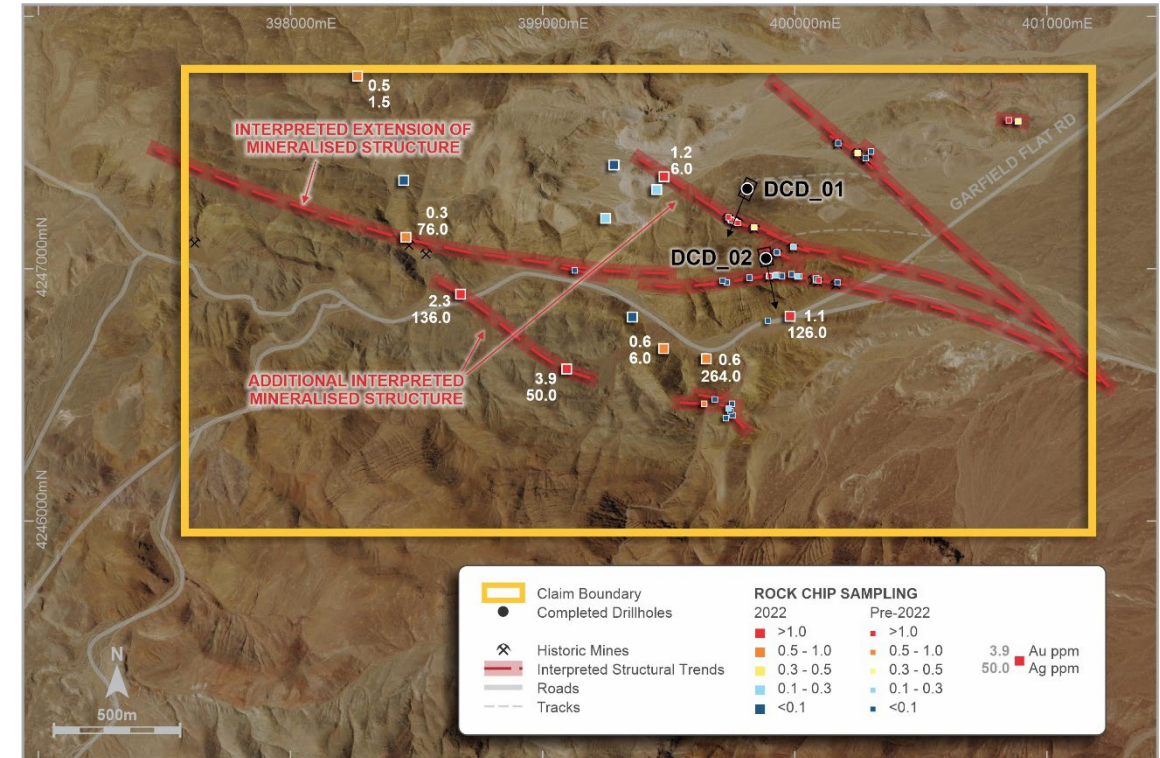 398000mE
399000mE
400000mE
401000mE
4247000mN
4246000mN
0.5
1.5
INTERPRETED EXTENSION OF
MINERALISED STRUCTURE
1.2
6.0
DCD_01
GARFIELD FLAT RD
0.3
76.0
DCD_02
2.3
136.0
1.1
126.0
0.6
6.0
0.6
264.0
ADDITIONAL INTERPRETED
MINERALISED STRUCTURE
3.9
50.0
N
500m
Claim Boundary
Completed Drillholes
Historic Mines
Interpreted Structural Trends
Roads
Tracks
ROCK CHIP SAMPLING
2022
>1.0
0.5 - 1.0
0.3 - 0.5
0.1 - 0.3
<0.1
Pre-2022
>1.0
0.5 - 1.0
0.3 - 0.5
0.1 - 0.3
<0.1
3.9 Au ppm
50.0 Ag ppm